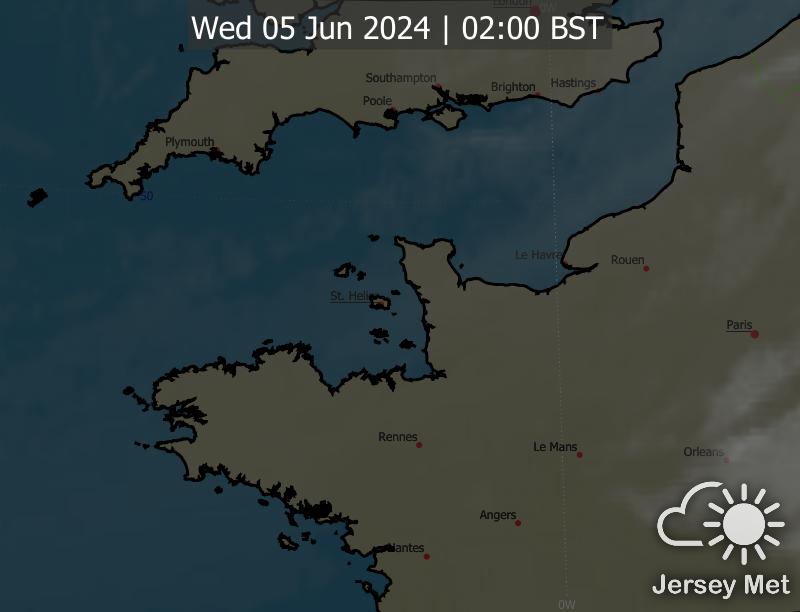 London
0W
Wed 05 Jun 2024 | 02:00 BST
Southampton
Brighton
Hastings
Poole
Plymouth
50
Le Havre
Rouen
St. Helier
Paris
Rennes
Le Mans
Orleans
Angers
Nantes
Jersey Met
0W